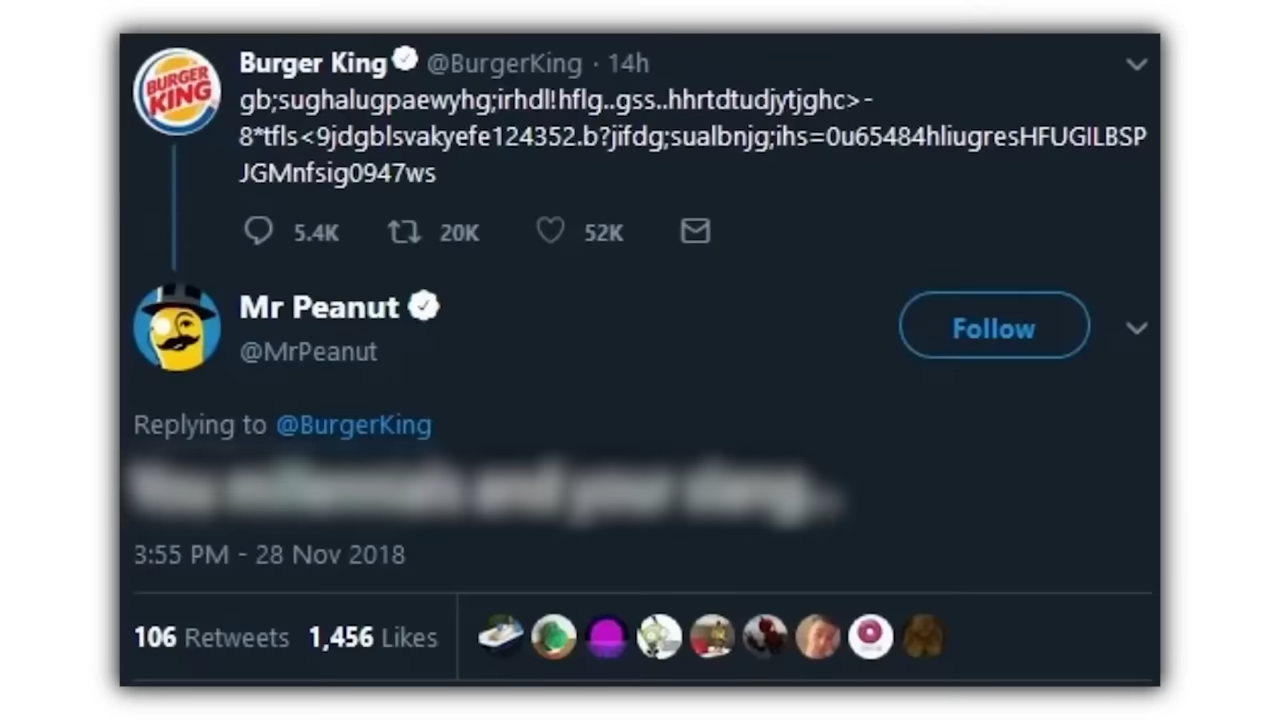 Burger King @BurgerKing · 14h
gb;sughalugpaewyhg;irhdl!hflg..gss..hhrtdtudjytjghc>-
8*tfls<9jdgblsvakyefe124352.b?jifdg;sualbnjg;ihs=0u65484hliugresHFUGILBSP
JGMnfsig0947ws
BURGER KING
5.4K 20K 52K
Mr Peanut
Follow
@MrPeanut
Replying to @BurgerKing
3:55 PM - 28 Nov 2018
106 Retweets 1,456 Likes